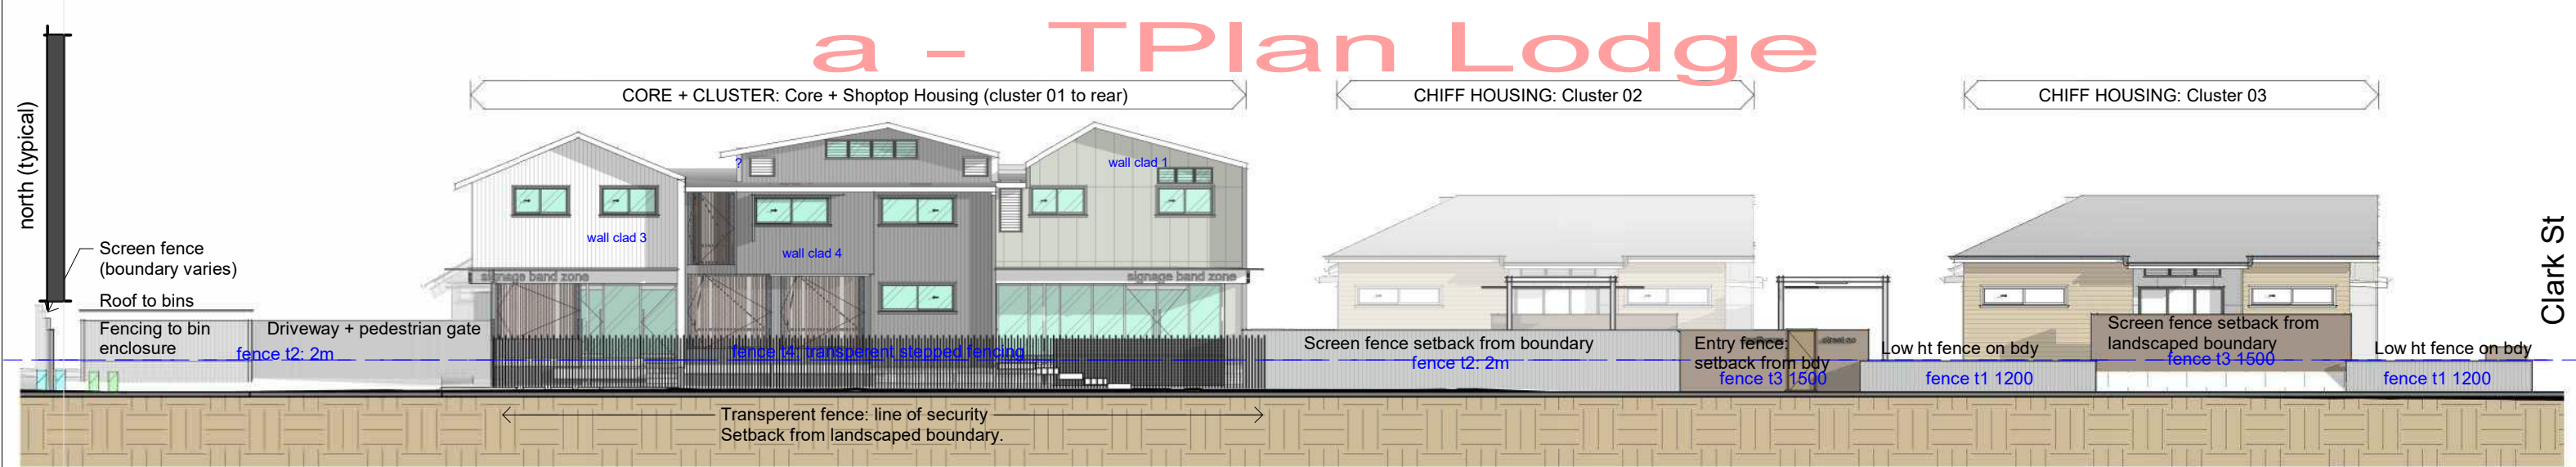 a - TPlan Lodge
CORE + CLUSTER: Core + Shoptop Housing (cluster 01 to rear)
CHIFF HOUSING: Cluster 02
CHIFF HOUSING: Cluster 03
north (typical)
?
wall clad 1
wall clad 3
wall clad 4
Screen fence
(boundary varies)
signage band zone
signage band zone
Clark St
Roof to bins
Fencing to bin
enclosure
Driveway + pedestrian gate
fence t2: 2m
fence t4: transperent stepped fencing
Screen fence setback from boundary
fence t2: 2m
Entry fence:
setback from bdy
fence t3 1500
street no
Low ht fence on bdy
fence t1 1200
Screen fence setback from
landscaped boundary
fence t3 1500
Low ht fence on bdy
fence t1 1200
Transperent fence: line of security
Setback from landscaped boundary.